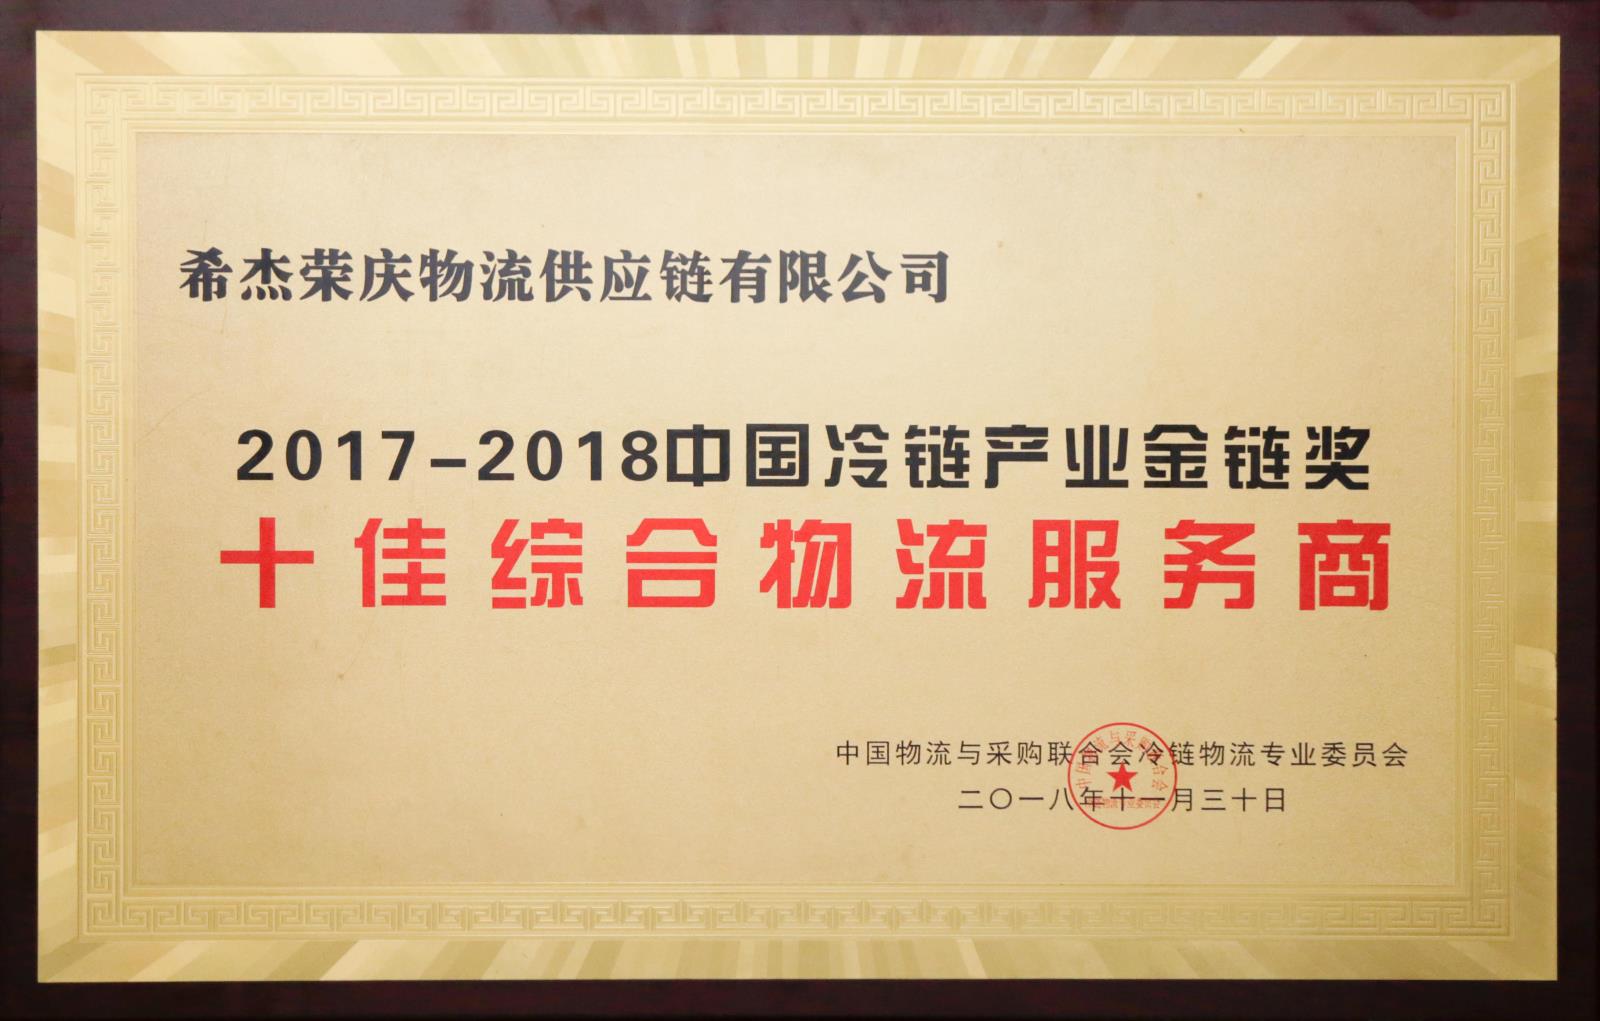 希杰荣庆物流供应链有限公司
2017-2018中国冷链产业金链奖
十佳综合物流服务商
中国物流与采购联合会冷链物流专业委员会
二〇一八年十一月三十日